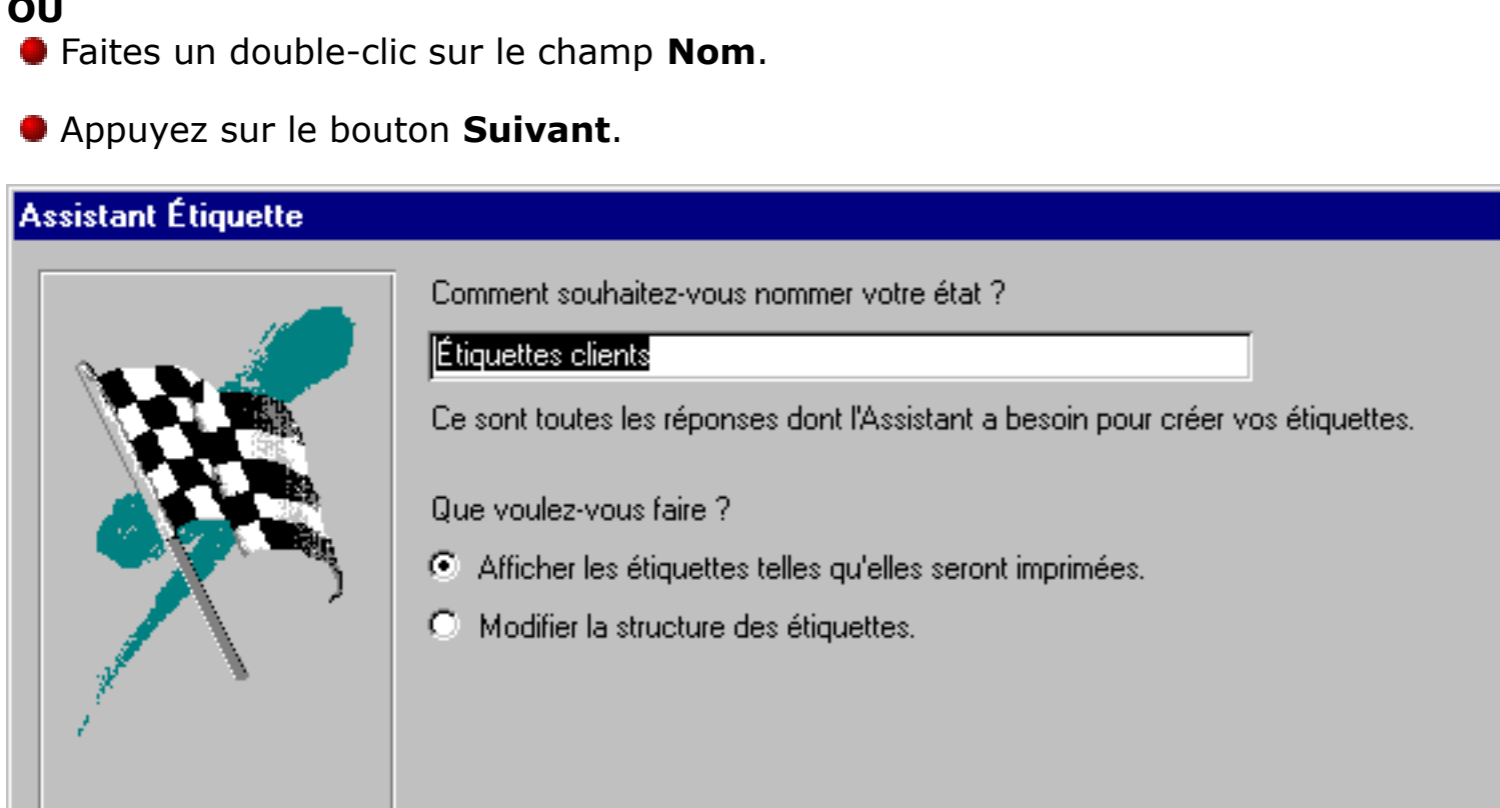 OU
Faites un double-clic sur le champ Nom.
Appuyez sur le bouton Suivant.
Assistant Étiquette
Comment souhaitez-vous nommer votre état ?
Étiquettes clients
Ce sont toutes les réponses dont l'Assistant a besoin pour créer vos étiquettes.
Que voulez-vous faire ?
Afficher les étiquettes telles qu'elles seront imprimées.
Modifier la structure des étiquettes.